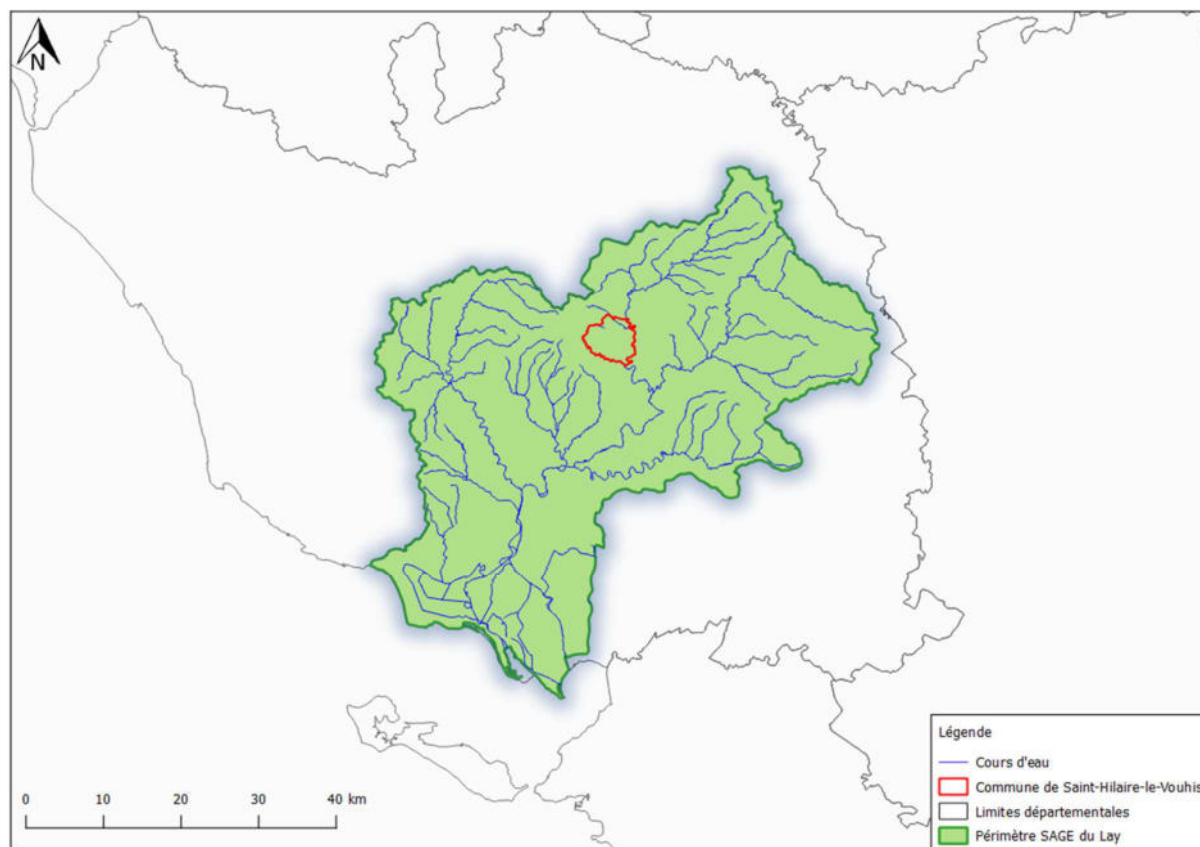 N
0 10 20 30 40 km
Légende
Cours d'eau
Commune de Saint-Hilaire-le-Vouhis
Limites départementales
Périmètre SAGE du Lay